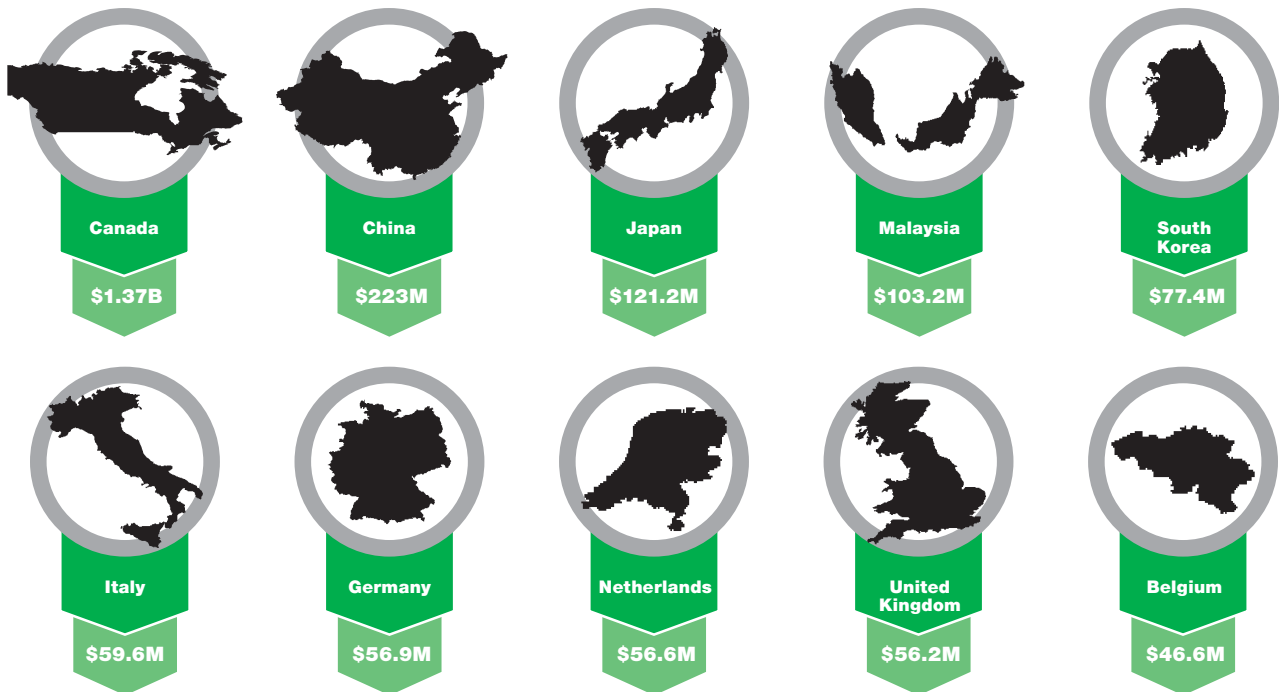 Canada
$1.37B
China
$223M
Japan
$121.2M
Malaysia
$103.2M
South
Korea
$77.4M
Italy
$59.6M
Germany
$56.9M
Netherlands
$56.6M
United
Kingdom
$56.2M
Belgium
$46.6M